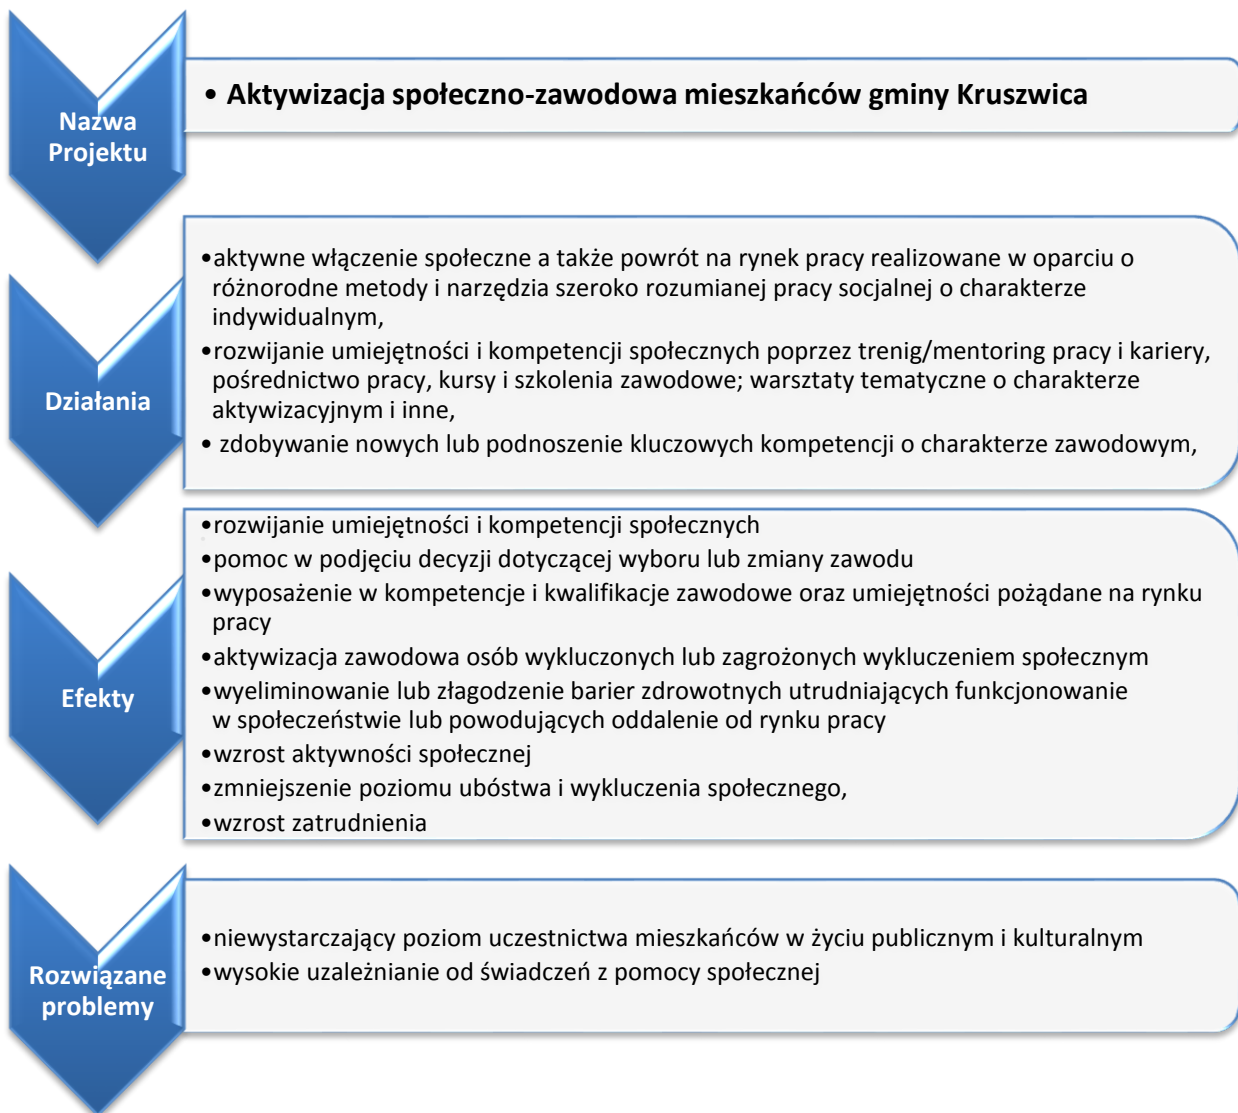 Nazwa
Projektu
• Aktywizacja społeczno-zawodowa mieszkańców gminy Kruszwica
Działania
•aktywne włączenie społeczne a także powrót na rynek pracy realizowane w oparciu o
różnorodne metody i narzędzia szeroko rozumianej pracy socjalnej o charakterze
indywidualnym,
•rozwijanie umiejętności i kompetencji społecznych poprzez trenig/mentoring pracy i kariery,
pośrednictwo pracy, kursy i szkolenia zawodowe; warsztaty tematyczne o charakterze
aktywizacyjnym i inne,
• zdobywanie nowych lub podnoszenie kluczowych kompetencji o charakterze zawodowym,
Efekty
•rozwijanie umiejętności i kompetencji społecznych
•pomoc w podjęciu decyzji dotyczącej wyboru lub zmiany zawodu
•wyposażenie w kompetencje i kwalifikacje zawodowe oraz umiejętności pożądane na rynku
pracy
•aktywizacja zawodowa osób wykluczonych lub zagrożonych wykluczeniem społecznym
•wyeliminowanie lub złagodzenie barier zdrowotnych utrudniających funkcjonowanie
w społeczeństwie lub powodujących oddalenie od rynku pracy
•wzrost aktywności społecznej
•zmniejszenie poziomu ubóstwa i wykluczenia społecznego,
•wzrost zatrudnienia
Rozwiązane
problemy
•niewystarczający poziom uczestnictwa mieszkańców w życiu publicznym i kulturalnym
•wysokie uzależnianie od świadczeń z pomocy społecznej